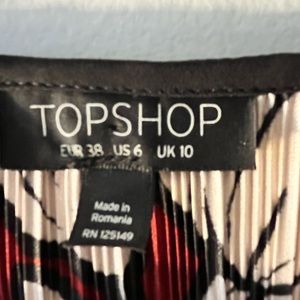 TOPSHOP
EUR 38 US 6 UK 10
Made in
Romania
RN 125149